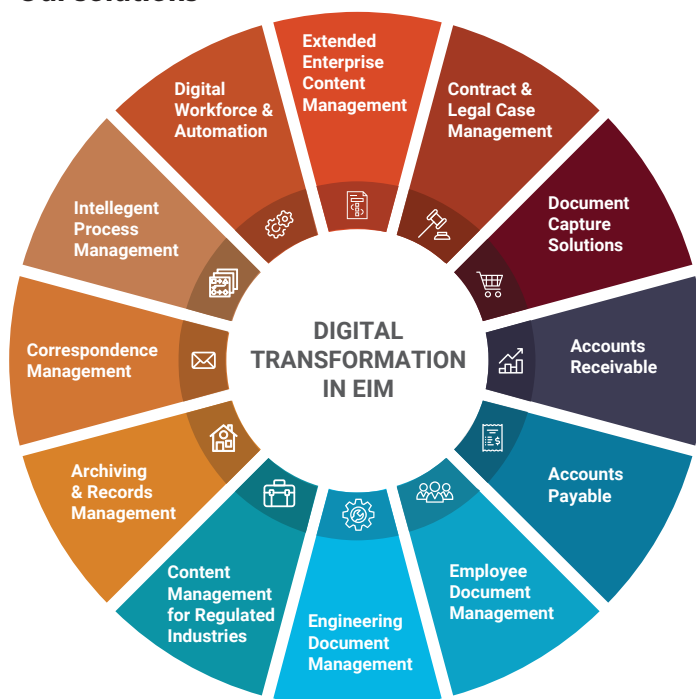 Our solutions
Extended
Enterprise
Content
Management
Contract &
Legal Case
Management
Document
Capture
Solutions
Accounts
Receivable
Accounts
Payable
Employee
Document
Management
Engineering
Document
Management
Content
Management
for Regulated
Industries
Archiving
& Records
Management
Correspondence
Management
Intellegent
Process
Management
Digital
Workforce &
Automation
DIGITAL
TRANSFORMATION
IN EIM